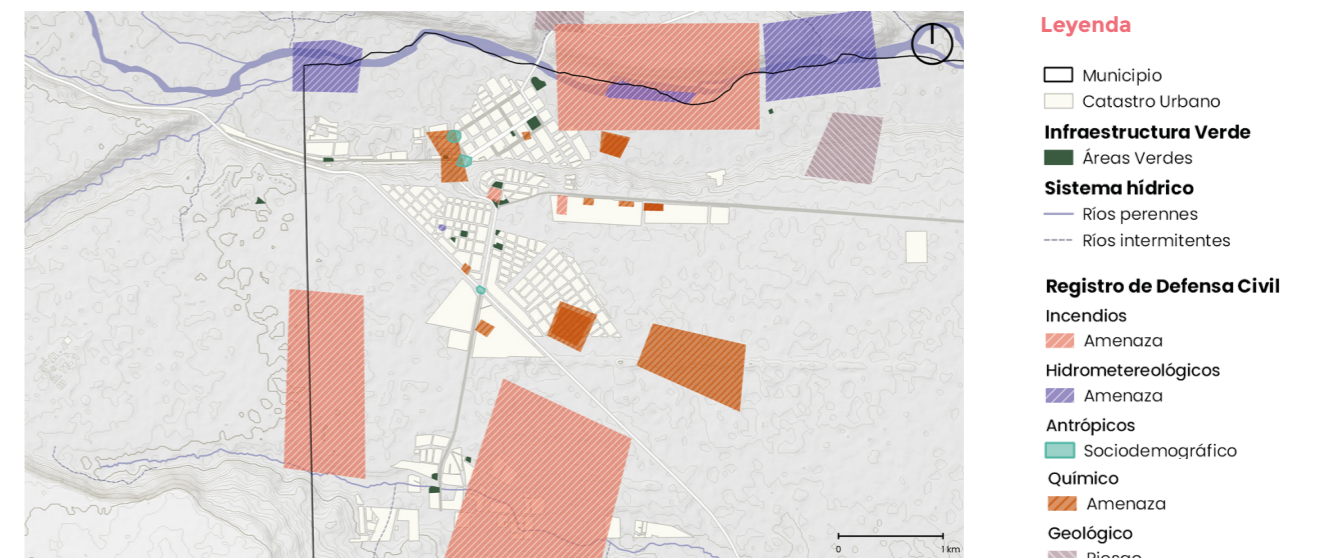 Leyenda
Municipio
Catastro Urbano
Infraestructura Verde
Áreas Verdes
Sistema hídrico
Ríos perennes
Ríos intermitentes
Registro de Defensa Civil
Incendios
Amenaza
Hidrometereológicos
Amenaza
Antrópicos
Sociodemográfico
Químico
Amenaza
Geológico
Riesgo
0 1 km